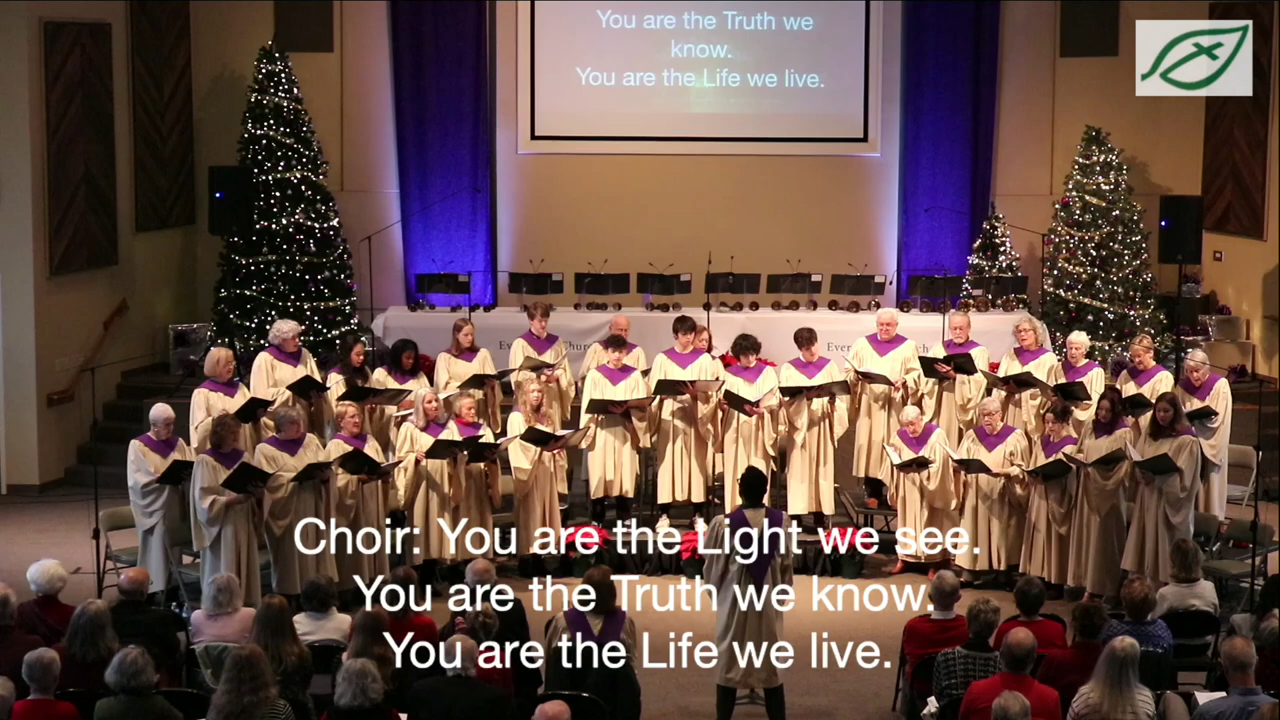 You are the Truth we
know.
You are the Life we live.
Choir: You are the Light we see.
You are the Truth we know.
You are the Life we live.